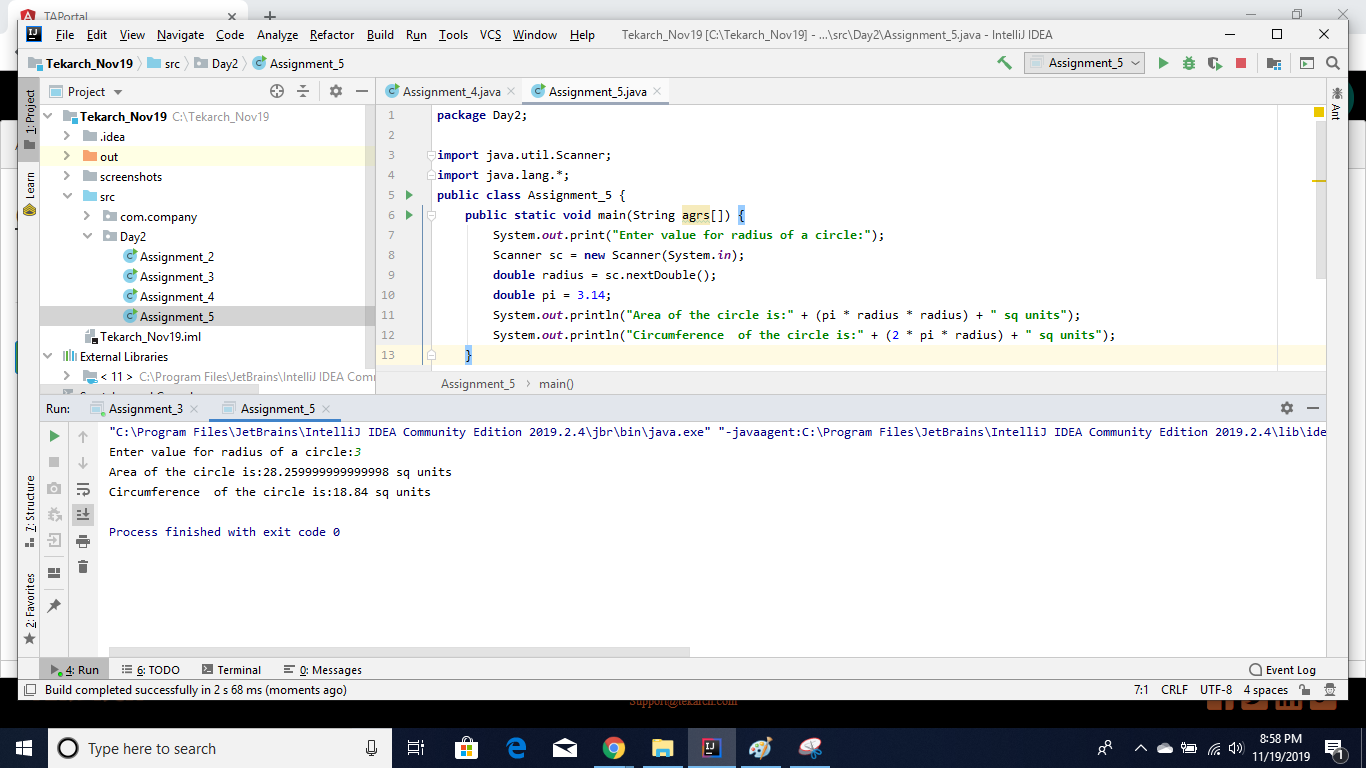 TAPortal
File Edit View Navigate Code Analyze Refactor Build Run Tools VCS Window Help Tekarch_Nov19 [C:\Tekarch_Nov19] - ...\src\Day2\Assignment_5.java - IntelliJ IDEA
Tekarch_Nov19 src Day2 Assignment_5 Assignment_5
1: Project
Learn
7: Structure
2: Favorites
Ant
Project
Tekarch_Nov19 C:\Tekarch_Nov19
.idea
out
screenshots
src
com.company
Day2
Assignment_2
Assignment_3
Assignment_4
Assignment_5
Tekarch_Nov19.iml
External Libraries
< 11 > C:\Program Files\JetBrains\IntelliJ IDEA Com
Assignment_4.java Assignment_5.java
1 package Day2;
2
3 import java.util.Scanner;
4 import java.lang.*;
5 public class Assignment_5 {
6 public static void main(String agrs[]) {
7 System.out.print("Enter value for radius of a circle:");
8 Scanner sc = new Scanner(System.in);
9 double radius = sc.nextDouble();
10 double pi = 3.14;
11 System.out.println("Area of the circle is:" + (pi * radius * radius) + " sq units");
12 System.out.println("Circumference  of the circle is:" + (2 * pi * radius) + " sq units");
13 }
Assignment_5 › main()
Run: Assignment_3 Assignment_5
"C:\Program Files\JetBrains\IntelliJ IDEA Community Edition 2019.2.4\jbr\bin\java.exe" "-javaagent:C:\Program Files\JetBrains\IntelliJ IDEA Community Edition 2019.2.4\lib\ide
Enter value for radius of a circle:3
Area of the circle is:28.259999999999998 sq units
Circumference  of the circle is:18.84 sq units
Process finished with exit code 0
4: Run 6: TODO Terminal 0: Messages Event Log
Build completed successfully in 2 s 68 ms (moments ago) 7:1 CRLF UTF-8 4 spaces
Support@tekarch.com
Type here to search
8:58 PM
11/19/2019
1